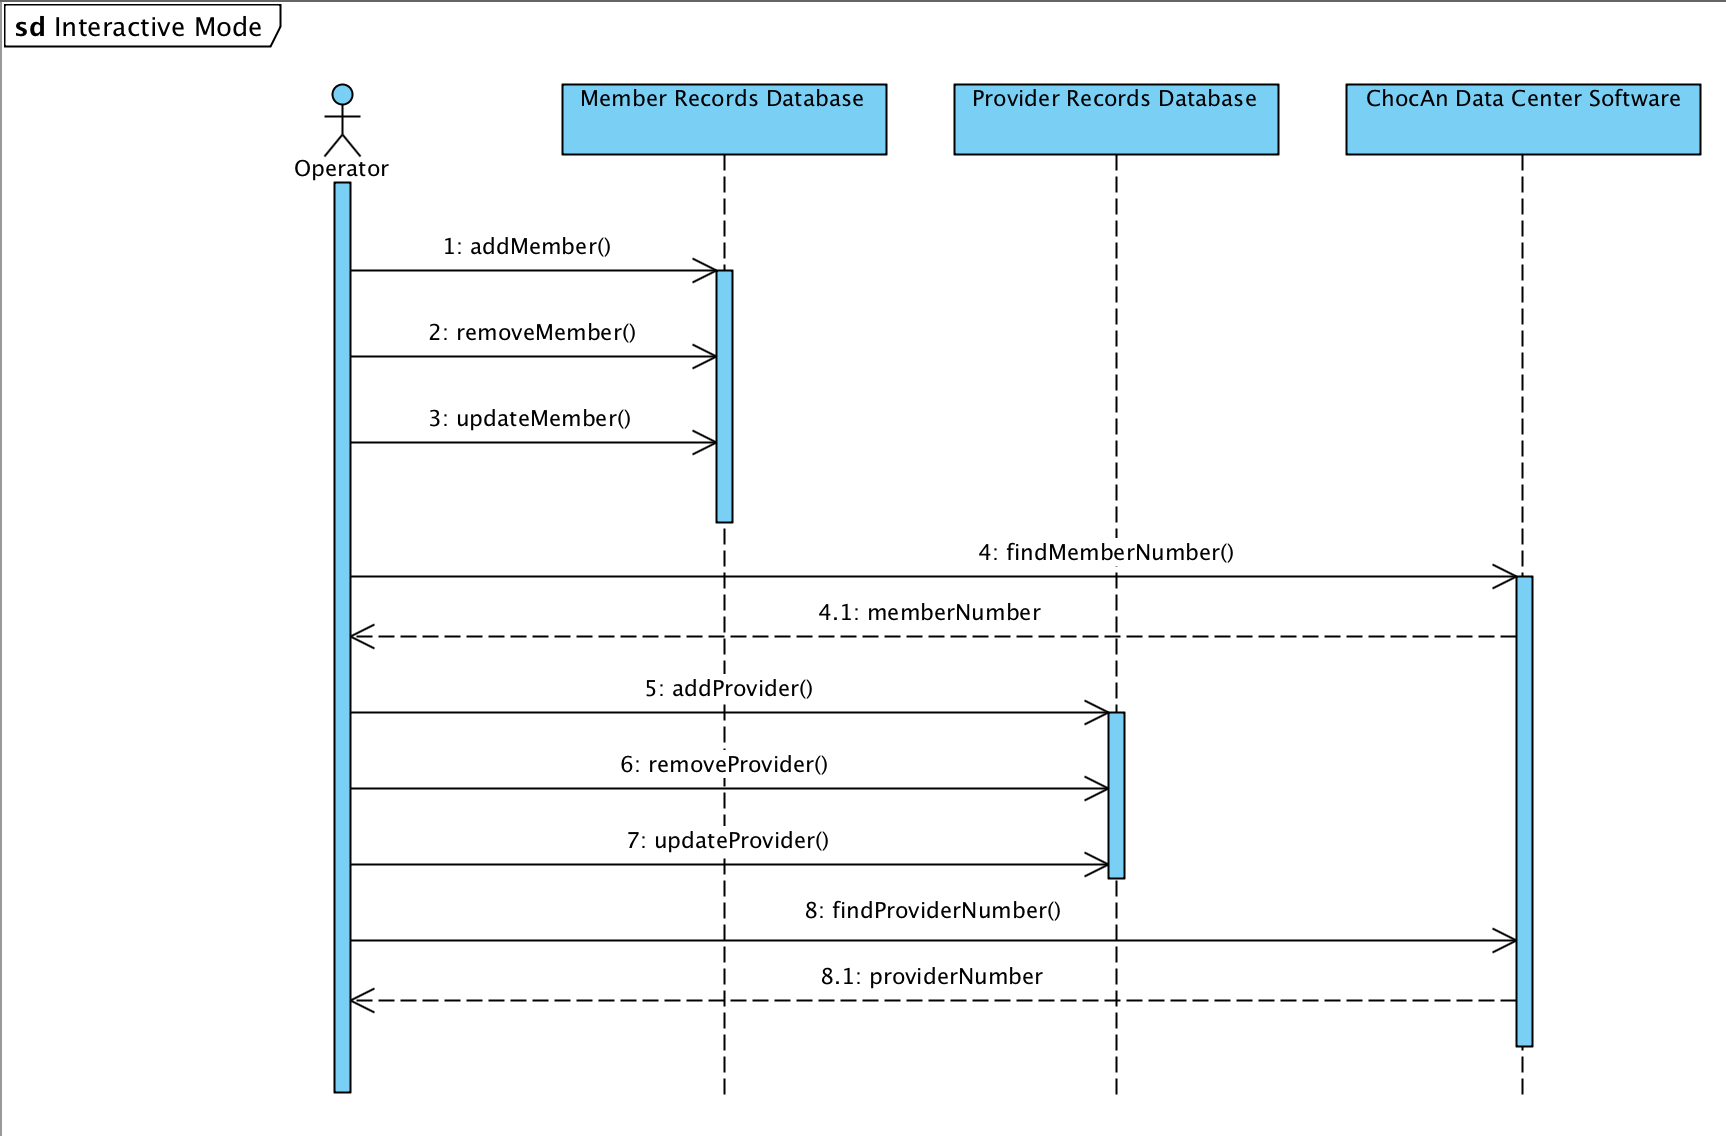 sd Interactive Mode
Operator
Member Records Database
Provider Records Database
ChocAn Data Center Software
1: addMember()
2: removeMember()
3: updateMember()
4: findMemberNumber()
4.1: memberNumber
5: addProvider()
6: removeProvider()
7: updateProvider()
8: findProviderNumber()
8.1: providerNumber